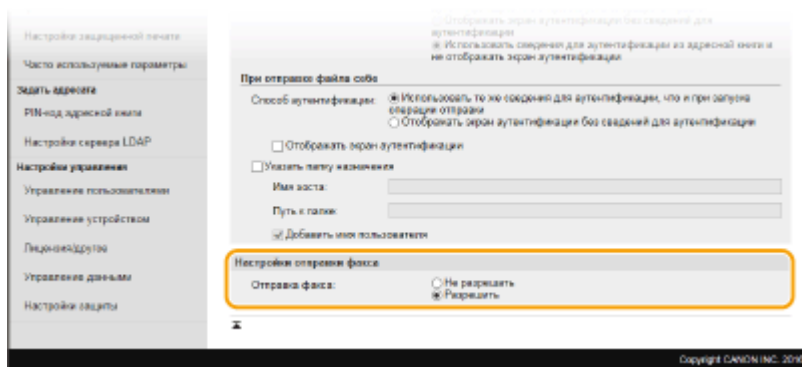 Отображать экран аутентификации без сведений для
аутентификации
Использовать сведения для аутентификации из адресной книги и
не отображать экран аутентификации
Настройки защищенной печати
Часто используемые параметры
Задать адресата
PIN-код адресной книги
Настройки сервера LDAP
Настройки управления
Управление пользователями
Управление устройством
Лицензия/другое
Управление данными
Настройки защиты
При отправке файла себе
Способ аутентификации:
Использовать те же сведения для аутентификации, что и при запуске
операции отправки
Отображать экран аутентификации без сведений для аутентификации
Отображать экран аутентификации
Указать папку назначения
Имя хоста:
Путь к папке:
Добавить имя пользователя
Настройки отправки факса
Отправка факса:
Не разрешить
Разрешить
Copyright CANON INC. 2016